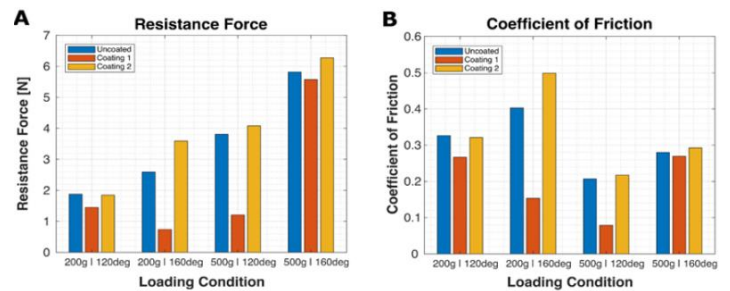 A
Resistance Force
Resistance Force [N]
7
6
5
4
3
2
1
0
Uncoated
Coating 1
Coating 2
200g | 120deg
200g | 160deg
500g | 120deg
500g | 160deg
Loading Condition
B
Coefficient of Friction
Coefficient of Friction
0.6
0.5
0.4
0.3
0.2
0.1
0
Uncoated
Coating 1
Coating 2
200g | 120deg
200g | 160deg
500g | 120deg
500g | 160deg
Loading Condition